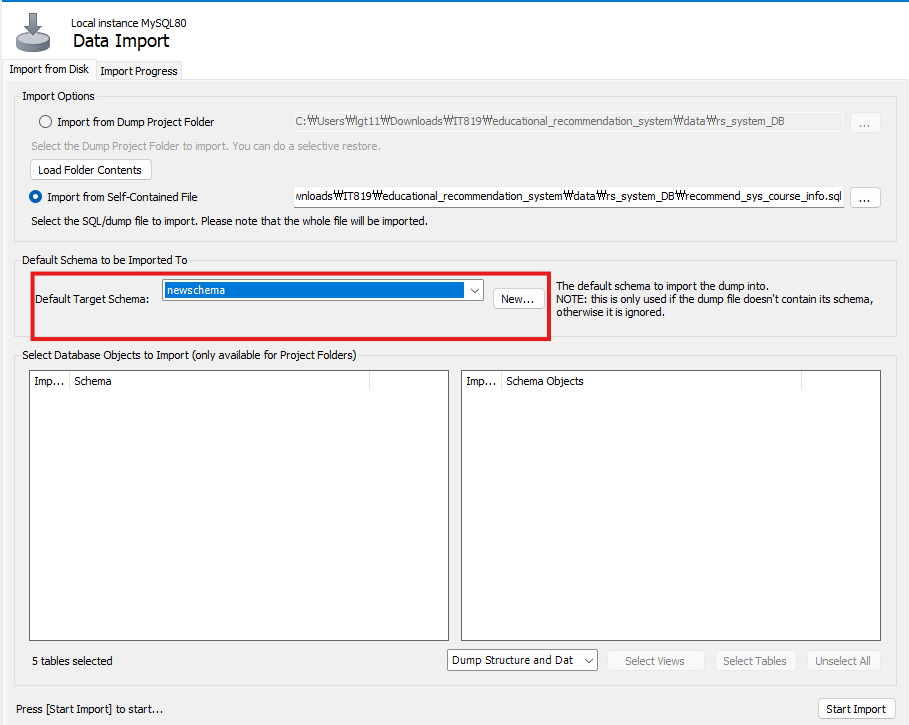 Local instance MySQL80
Data Import
Import from Disk
Import Progress
Import Options
Import from Dump Project Folder
C:₩Users₩lgt11₩Downloads₩IT819₩educational_recommendation_system₩data₩rs_system_DB
...
Select the Dump Project Folder to import. You can do a selective restore.
Load Folder Contents
Import from Self-Contained File
wnloads₩IT819₩educational_recommendation_system₩data₩rs_system_DB₩recommend_sys_course_info.sql
...
Select the SQL/dump file to import. Please note that the whole file will be imported.
Default Schema to be Imported To
Default Target Schema:
newschema
New...
The default schema to import the dump into.
NOTE: this is only used if the dump file doesn't contain its schema,
otherwise it is ignored.
Select Database Objects to Import (only available for Project Folders)
Imp... Schema
Imp... Schema Objects
5 tables selected
Dump Structure and Dat
Select Views
Select Tables
Unselect All
Press [Start Import] to start...
Start Import